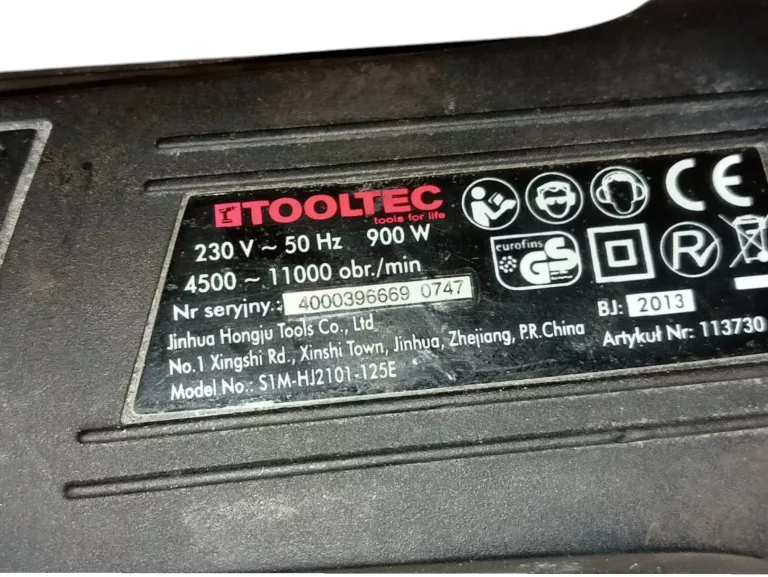 TOOLTEC
tools for life
230 V ~ 50 Hz 900 W
4500 ~ 11000 obr./min
Nr seryjny.: 4000396669 0747
Jinhua Hongju Tools Co., Ltd
No.1 Xingshi Rd., Xinshi Town, Jinhua, Zhejiang, P.R.China
Model No.: S1M-HJ2101-125E
CE
eurofins
GS
BJ: 2013
Artykuł Nr: 113730